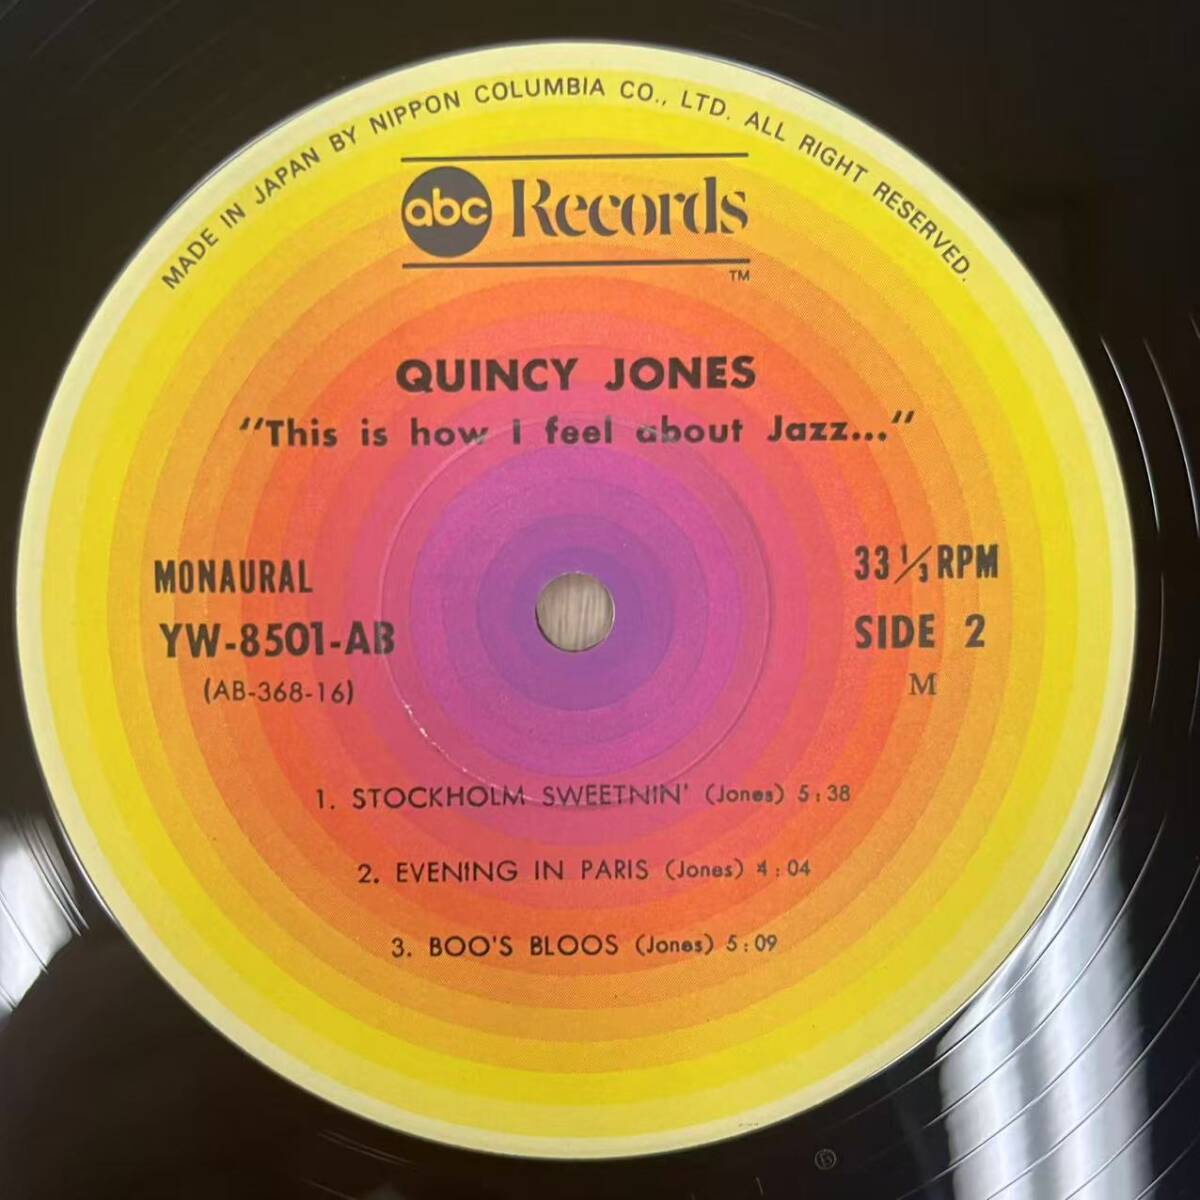 MADE IN JAPAN BY NIPPON COLUMBIA CO., LTD. ALL RIGHT RESERVED.
abc Records
TM
QUINCY JONES
"This is how I feel about Jazz..."
MONAURAL
33 1/3 RPM
YW-8501-AB
SIDE 2
(AB-368-16)
M
1. STOCKHOLM SWEETNIN' (Jones) 5:38
2. EVENING IN PARIS (Jones) 4:04
3. BOO'S BLOOS (Jones) 5:09